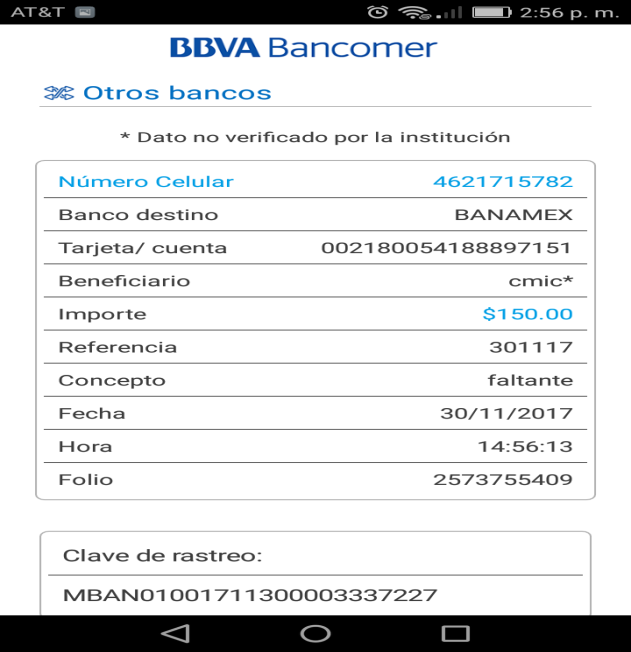 AT&T 2:56 p. m.
BBVA Bancomer
Otros bancos
* Dato no verificado por la institución
Número Celular 4621715782
Banco destino BANAMEX
Tarjeta/ cuenta 002180054188897151
Beneficiario cmic*
Importe $150.00
Referencia 301117
Concepto faltante
Fecha 30/11/2017
Hora 14:56:13
Folio 2573755409
Clave de rastreo:
MBAN01001711300003337227